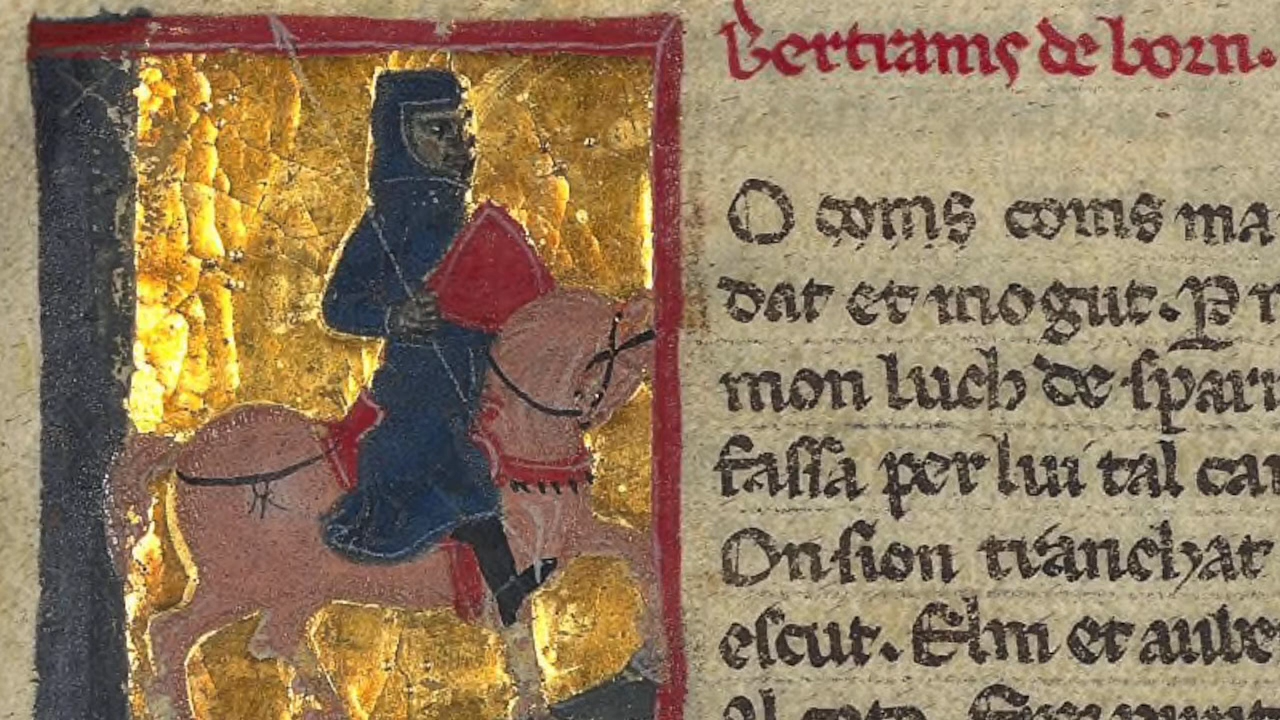 Bertrams de born.
O coms coms ma
dat et mogut. P r
mon luch de sparr
fassa per lui tal can
On sion tranchat
escut. Elm et aube